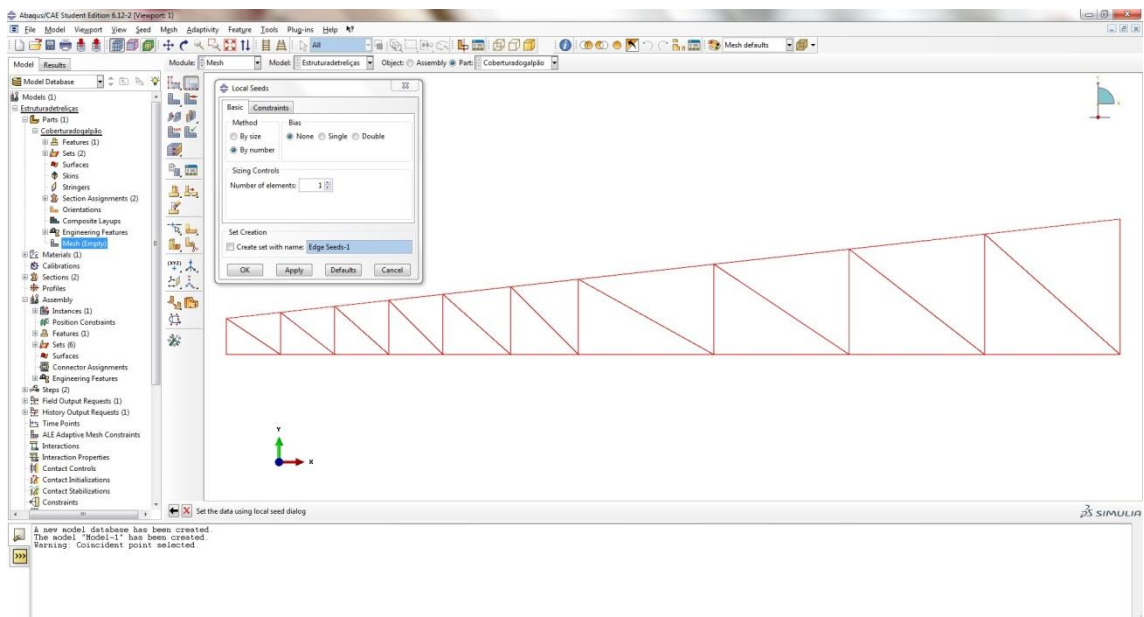 Abaqus/CAE Student Edition 6.12-2 [Viewport: 1]
File Model Viewport View Seed Mesh Adaptivity Feature Tools Plug-ins Help
All
Mesh defaults
Model Results
Module: Mesh Model: Estruturadetreliças Object: Assembly Part: Coberturadogalpão
Model Database
Models (1)
Estruturadetreliças
Parts (1)
Coberturadogalpão
Features (1)
Sets (2)
Surfaces
Skins
Stringers
Section Assignments (2)
Orientations
Composite Layups
Engineering Features
Mesh (Empty)
Materials (1)
Calibrations
Sections (2)
Profiles
Assembly
Instances (1)
Position Constraints
Features (1)
Sets (6)
Surfaces
Connector Assignments
Engineering Features
Steps (2)
Field Output Requests (1)
History Output Requests (1)
Time Points
ALE Adaptive Mesh Constraints
Interactions
Interaction Properties
Contact Controls
Contact Initializations
Contact Stabilizations
Constraints
Local Seeds
Basic Constraints
Method Bias
By size None Single Double
By number
Sizing Controls
Number of elements: 1
Set Creation
Create set with name: Edge Seeds-1
OK Apply Defaults Cancel
Y
X
Set the data using local seed dialog
SIMULIA
A new model database has been created.
The model "Model-1" has been created.
Warning: Coincident point selected.
>>>